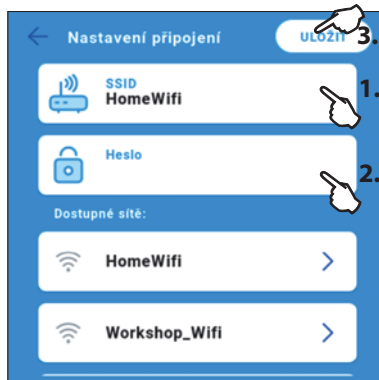 Nastavení připojení
ULOŽIT
3.
SSID
HomeWifi
1.
Heslo
2.
Dostupné sítě:
HomeWifi
Workshop_Wifi